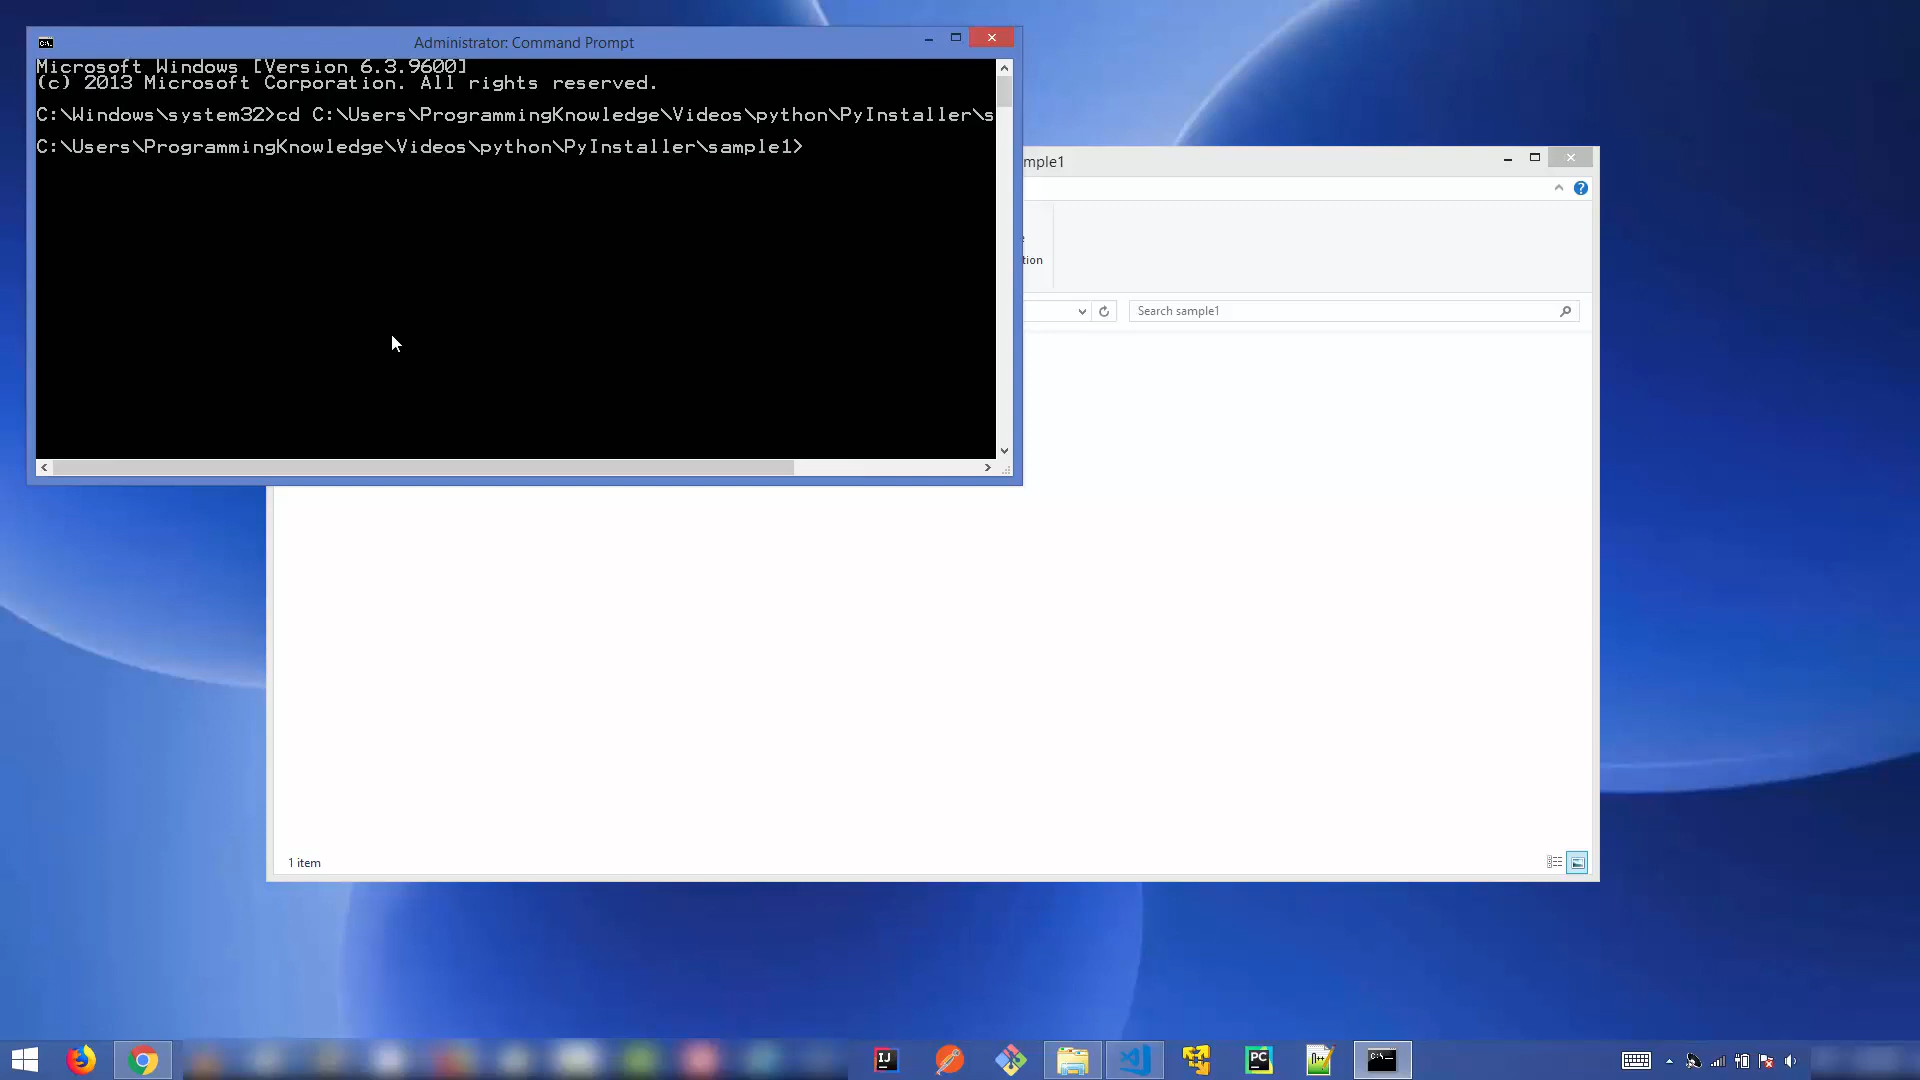 Administrator: Command Prompt
Microsoft Windows [Version 6.3.9600]
(c) 2013 Microsoft Corporation. All rights reserved.
C:\Windows\system32>cd C:\Users\ProgrammingKnowledge\Videos\python\PyInstaller\s
C:\Users\ProgrammingKnowledge\Videos\python\PyInstaller\sample1>
mple1
tion
Search sample1
1 item